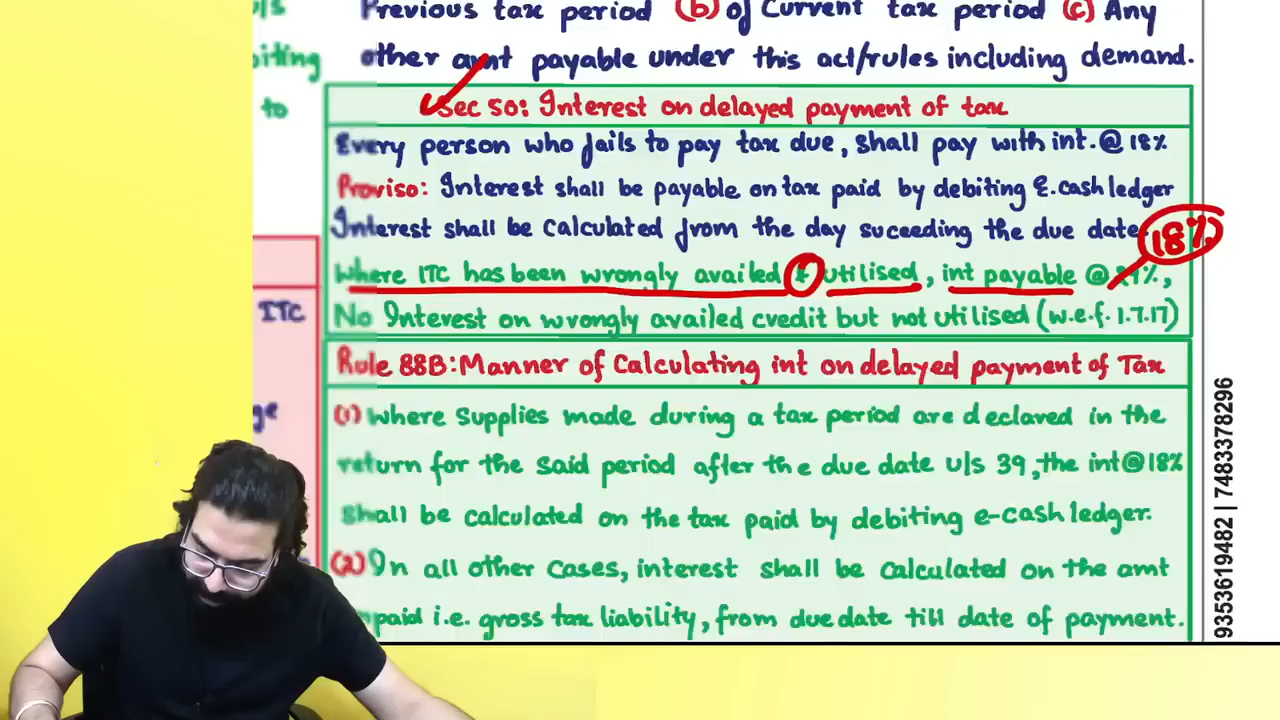 u/s
Previous tax period (b) of Current tax period (c) Any
biting
other amt payable under this act/rules including demand.
to
Sec 50: Interest on delayed payment of tax
Every person who fails to pay tax due, shall pay with int. @ 18%
Proviso: Interest shall be payable on tax paid by debiting E.cash ledger
Interest shall be calculated from the day suceeding the due date
18%
Where ITC has been wrongly availed & utilised, int payable @ %,
No Interest on wrongly availed credit but not utilised (w.e.f. 1.7.17)
ITC
Rule 88B: Manner of Calculating int on delayed payment of Tax
(1) Where Supplies made during a tax period are declared in the
ge
return for the said period after the due date u/s 39, the int@18%
shall be calculated on the tax paid by debiting e-cash ledger.
(2) In all other cases, interest shall be calculated on the amt
paid i.e. gross tax liability, from due date till date of payment.
9353619482 | 7483378296